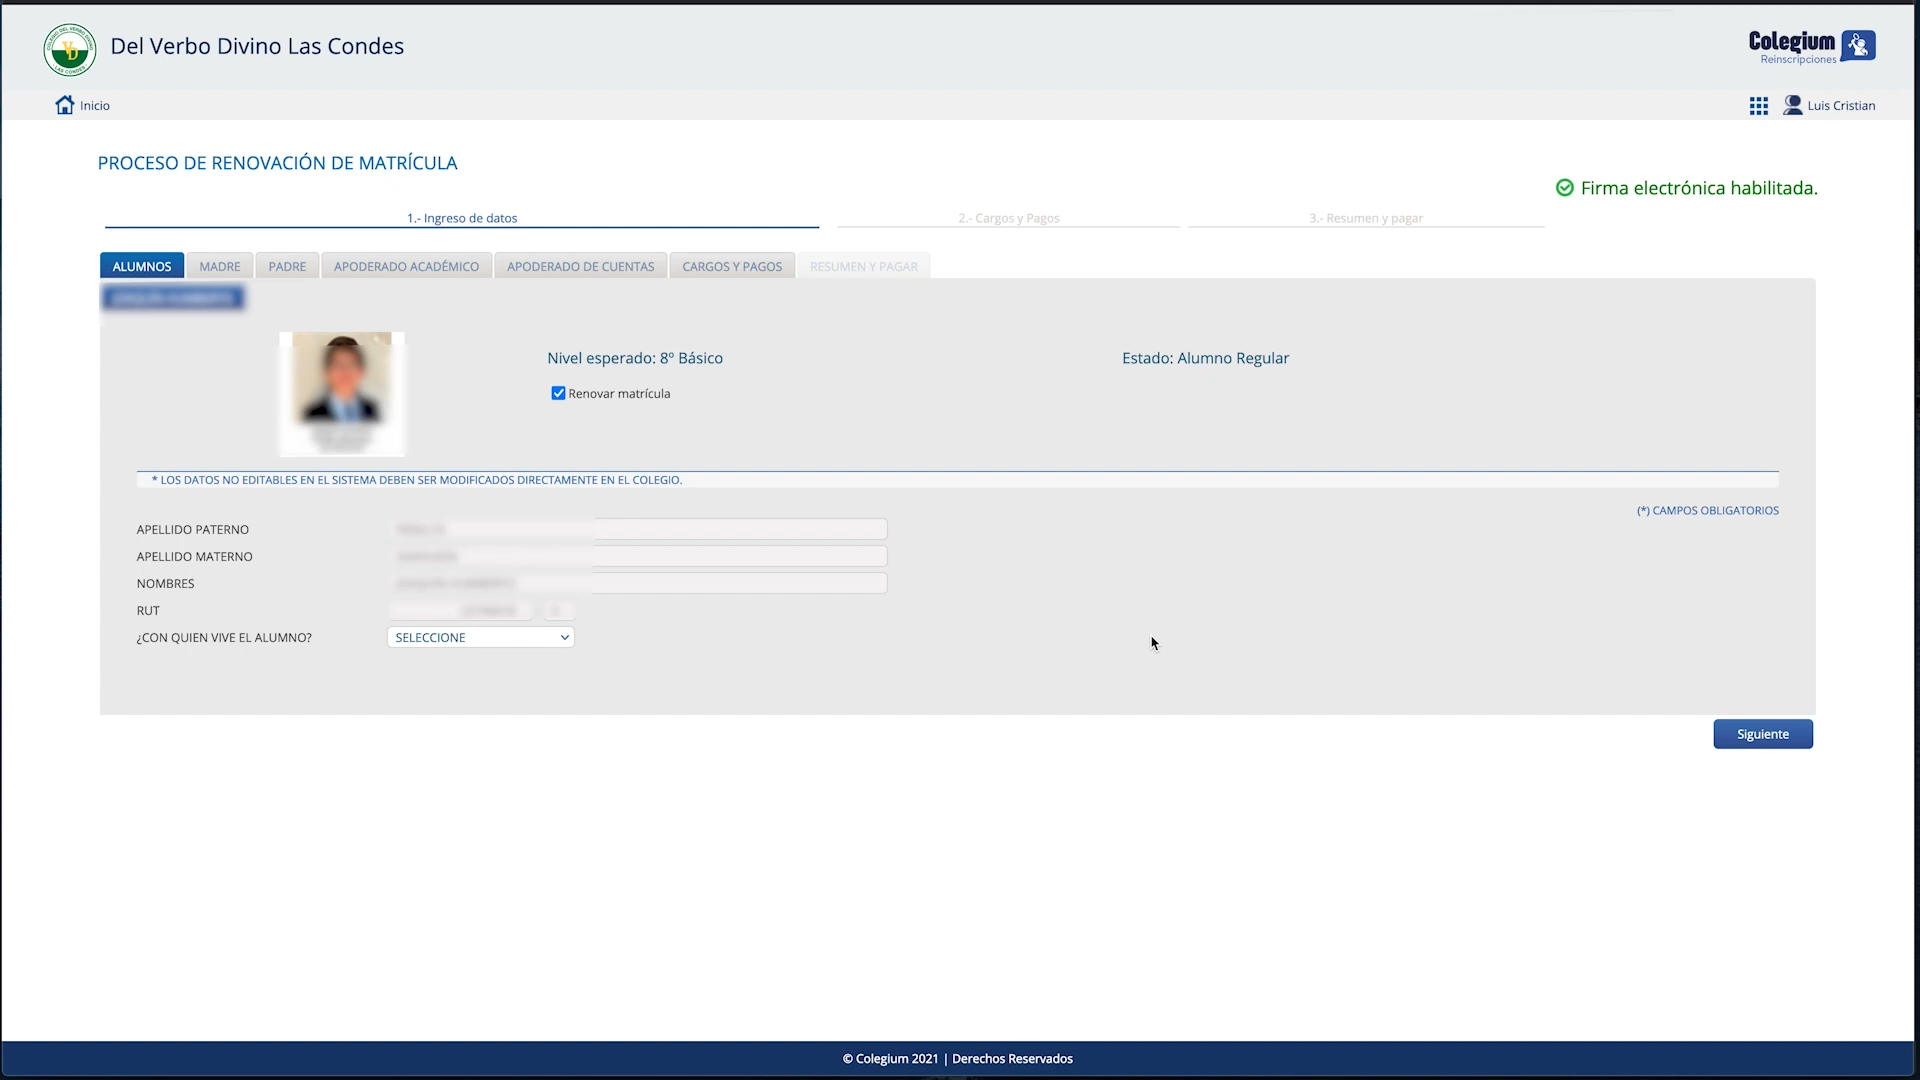 Del Verbo Divino Las Condes
Colegium
Reinscripciones
Inicio
Luis Cristian
PROCESO DE RENOVACIÓN DE MATRÍCULA
Firma electrónica habilitada.
1.- Ingreso de datos
2.- Cargos y Pagos
3.- Resumen y pagar
ALUMNOS
MADRE
PADRE
APODERADO ACADÉMICO
APODERADO DE CUENTAS
CARGOS Y PAGOS
RESUMEN Y PAGAR
Nivel esperado: 8º Básico
Estado: Alumno Regular
Renovar matrícula
* LOS DATOS NO EDITABLES EN EL SISTEMA DEBEN SER MODIFICADOS DIRECTAMENTE EN EL COLEGIO.
(*) CAMPOS OBLIGATORIOS
APELLIDO PATERNO
APELLIDO MATERNO
NOMBRES
RUT
¿CON QUIEN VIVE EL ALUMNO?
SELECCIONE
Siguiente
© Colegium 2021 | Derechos Reservados